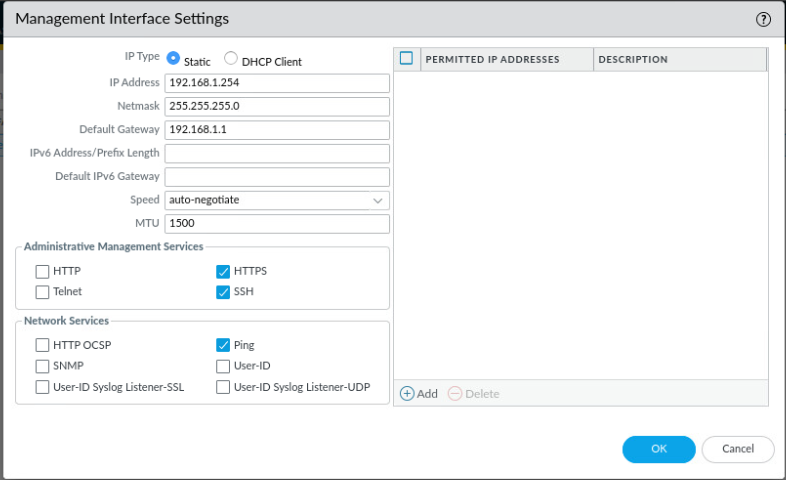 Management Interface Settings
IP Type Static DHCP Client
IP Address 192.168.1.254
Netmask 255.255.255.0
Default Gateway 192.168.1.1
IPv6 Address/Prefix Length
Default IPv6 Gateway
Speed auto-negotiate
MTU 1500
Administrative Management Services
HTTP HTTPS
Telnet SSH
Network Services
HTTP OCSP Ping
SNMP User-ID
User-ID Syslog Listener-SSL User-ID Syslog Listener-UDP
PERMITTED IP ADDRESSES DESCRIPTION
Add Delete
OK Cancel